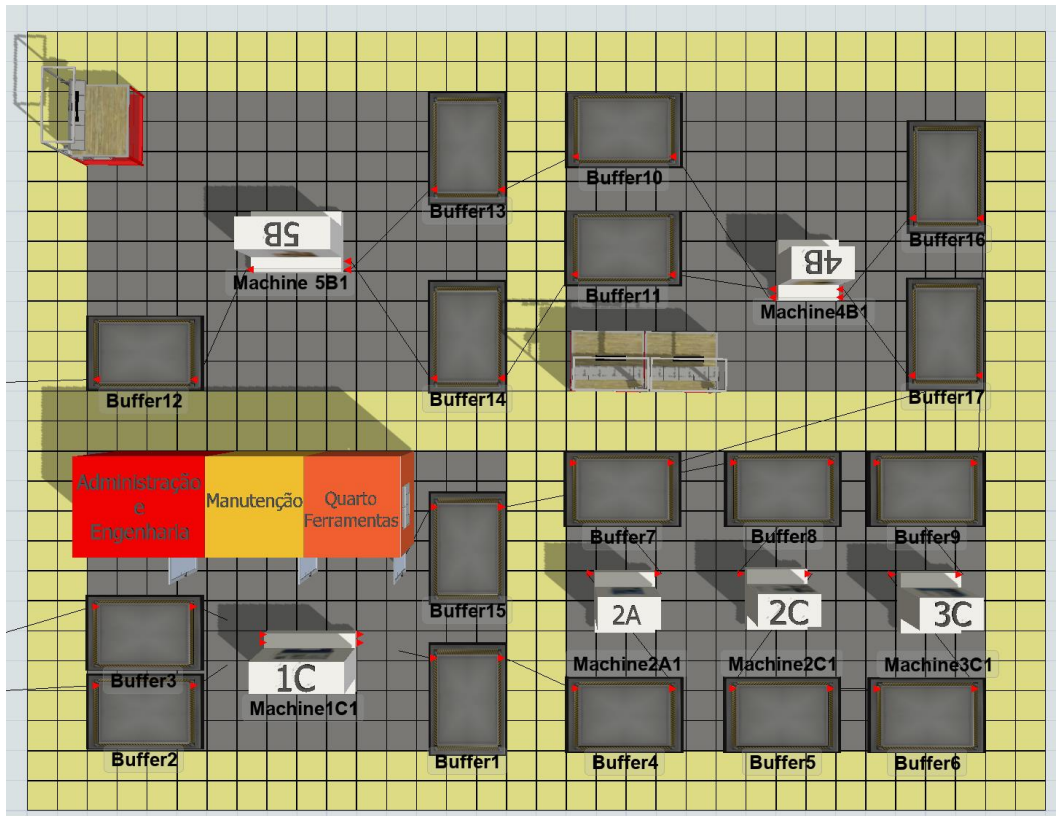 Buffer10
Buffer13
Buffer16
5B
4B
Machine 5B1
Buffer11
Machine4B1
Buffer12
Buffer14
Buffer17
Administração
e
Engenharia
Manutenção
Quarto
Ferramentas
Buffer7
Buffer8
Buffer9
2A
2C
3C
Buffer15
Machine2A1
Machine2C1
Machine3C1
Buffer3
1C
Machine1C1
Buffer2
Buffer1
Buffer4
Buffer5
Buffer6